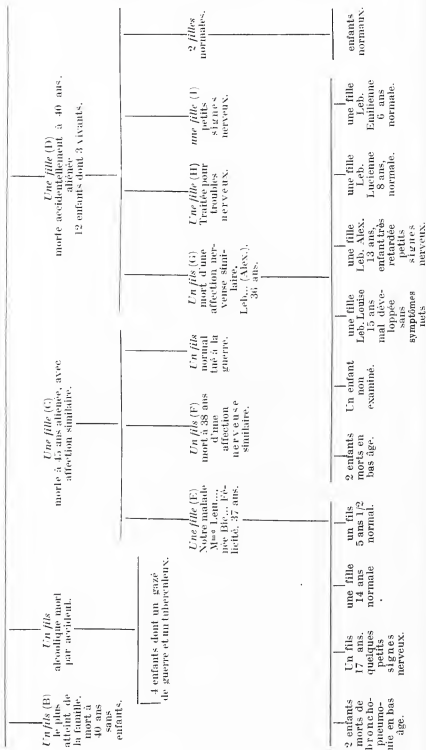 Un fils (B)
le plus
atteint de
la famille.
mort à
40 ans
sans
enfants.
Un fils
alcoolique mort
par accident.
Une fille (C)
morte à 45 ans aliénée, avec
affection similaire.
Une fille (D)
morte accidentellement à 40 ans.
aliénée
12 enfants dont 3 vivants.
4 enfants dont un gazé
de guerre et un tuberculeux.
Une fille (E)
Notre malade
Mme Lem....
née Bic... Fé-
licité, 37 ans.
Un fils (F)
mort à 38 ans
d'une
affection
nerveuse
similaire.
Un fils
normal
tué à la
guerre.
Un fils (G)
mort d'une
affection ner-
veuse simi-
laire,
Leb... (Alex.).
36 ans.
Une fille (H)
Traitée pour
troubles
nerveux.
une fille (I)
petits
signes
nerveux.
2 filles
normales.
2 enfants
morts de
broncho-
pneumo-
nie en bas
âge.
Un fils
17 ans.
quelques
petits
signes
nerveux.
une fille
14 ans
normale
.
un fils
5 ans 1/2
normal.
2 enfants
morts en
bas âge.
Un enfant
non
examiné.
une fille
Leb. Louise
15 ans
mal déve-
loppée
sans
symptômes
nets
une fille
Leb. Alex.
13 ans,
enfant très
retardée
petits
signes
nerveux.
une fille
Leb.
Lucienne
8 ans,
normale.
une fille
Leb.
Emilienne
6 ans
normale.
enfants
normaux.